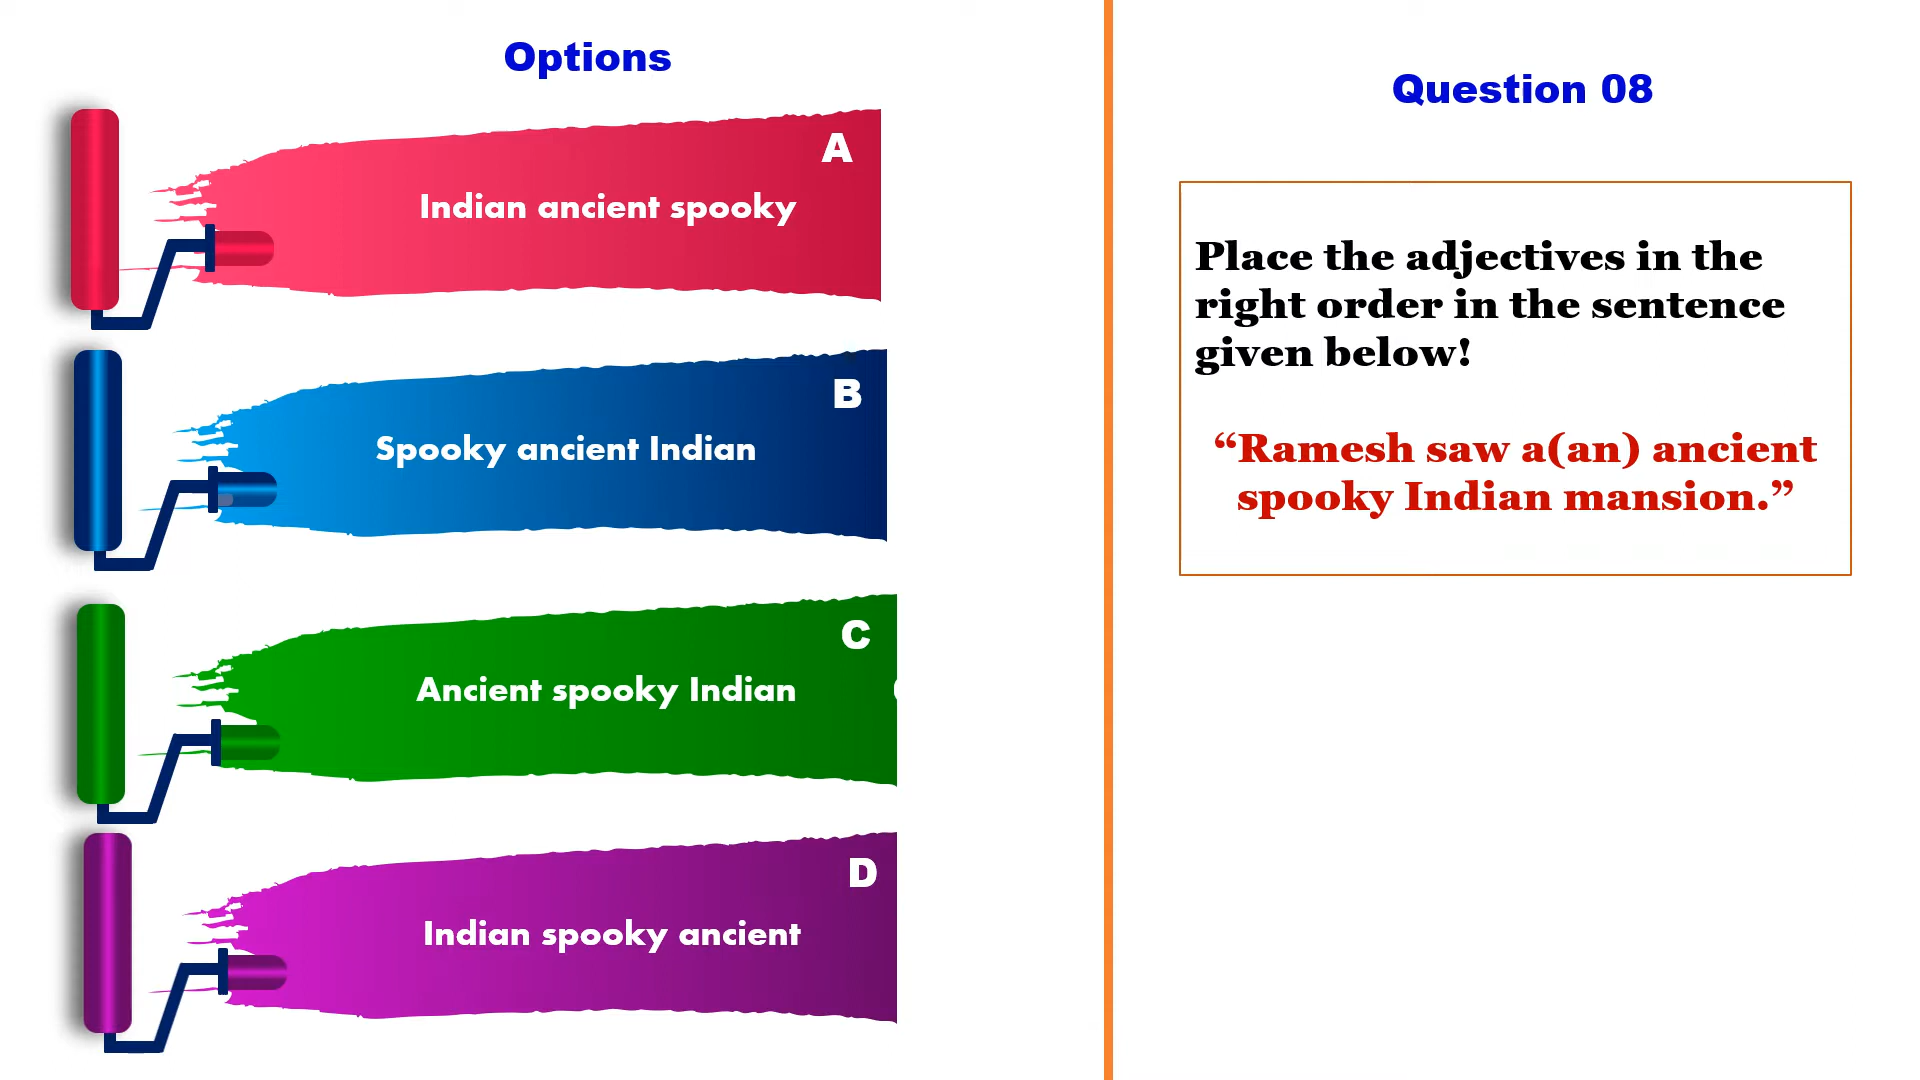 Options
A
Indian ancient spooky
B
Spooky ancient Indian
C
Ancient spooky Indian
D
Indian spooky ancient
Question 08
Place the adjectives in the
right order in the sentence
given below!
“Ramesh saw a(an) ancient
spooky Indian mansion.”